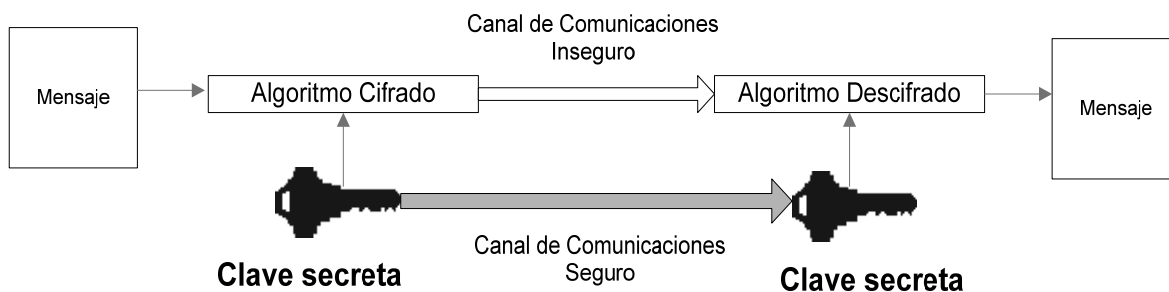 Canal de Comunicaciones
Inseguro
Mensaje
Algoritmo Cifrado
Algoritmo Descifrado
Mensaje
Canal de Comunicaciones
Seguro
Clave secreta
Clave secreta